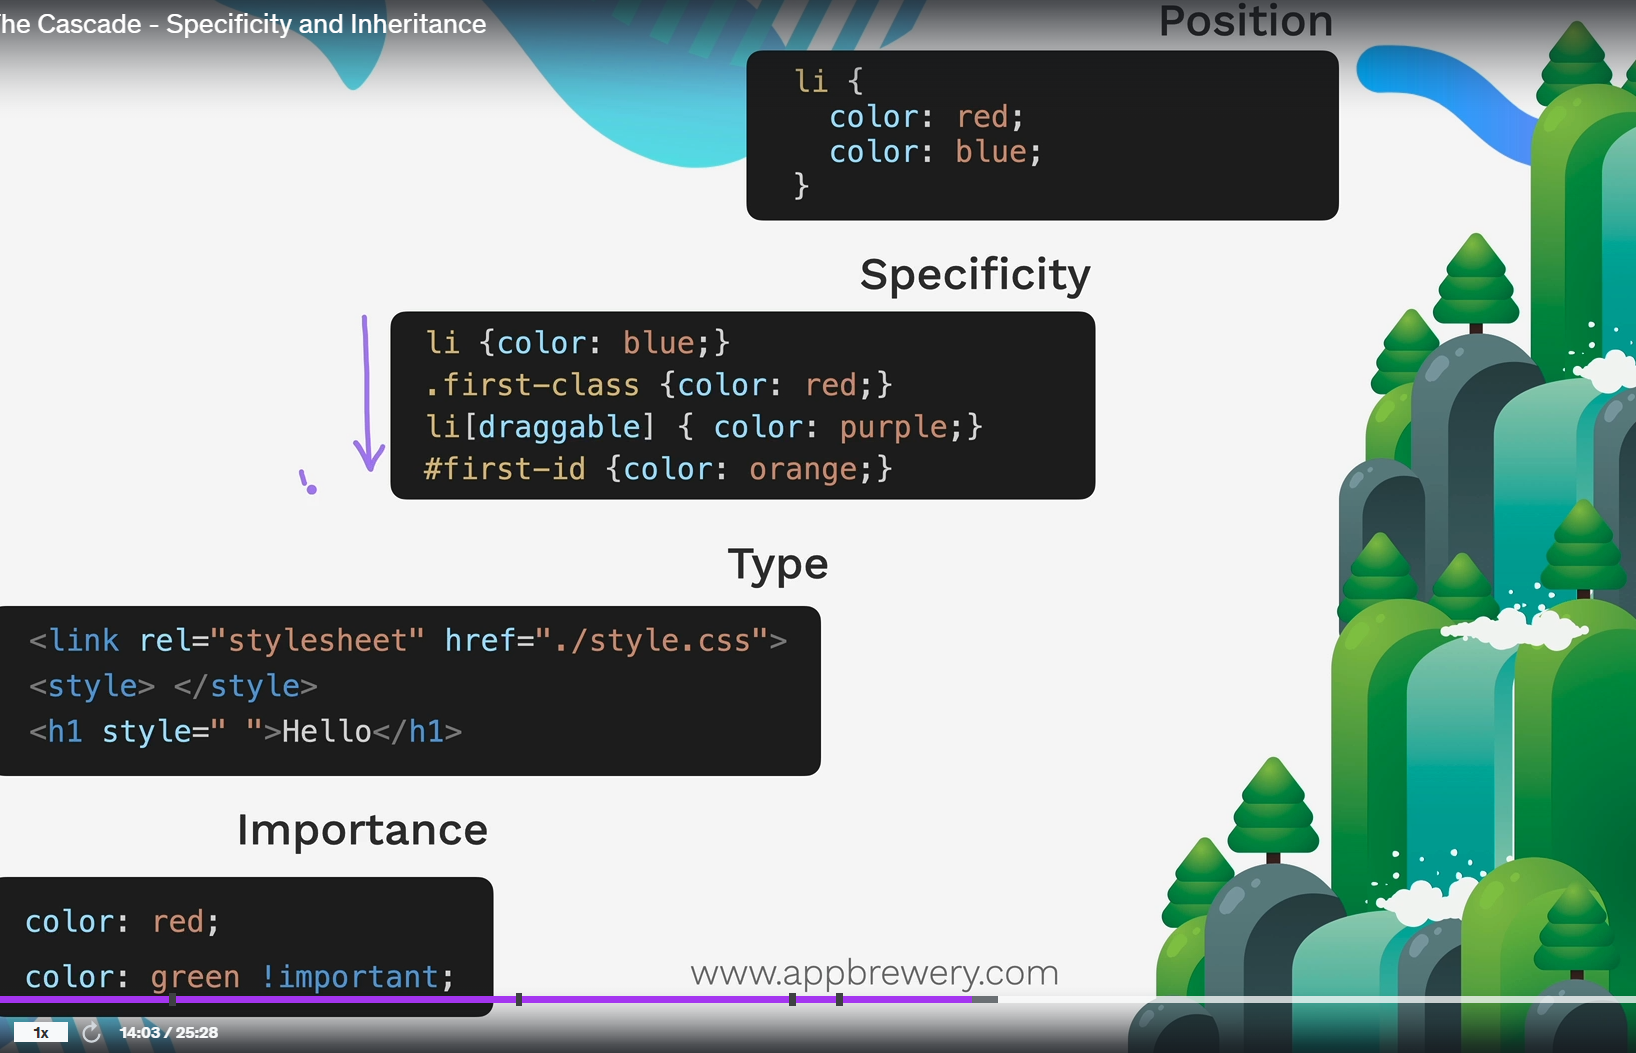 he Cascade - Specificity and Inheritance
Position
li {
color: red;
color: blue;
}
Specificity
li {color: blue;}
.first-class {color: red;}
li[draggable] { color: purple;}
#first-id {color: orange;}
Type
<link rel="stylesheet" href="./style.css">
<style> </style>
<h1 style=" ">Hello</h1>
Importance
color: red;
color: green !important;
www.appbrewery.com
1x 14:03 / 25:28